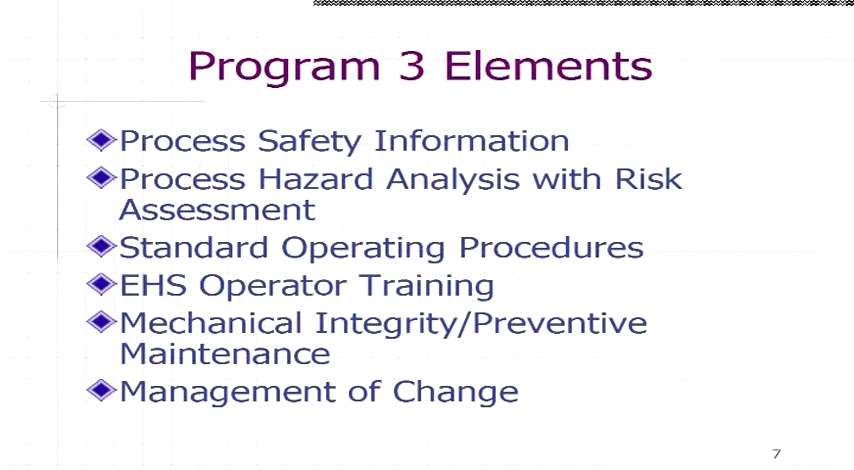 Program 3 Elements
Process Safety Information
Process Hazard Analysis with Risk
Assessment
Standard Operating Procedures
EHS Operator Training
Mechanical Integrity/Preventive
Maintenance
Management of Change
7